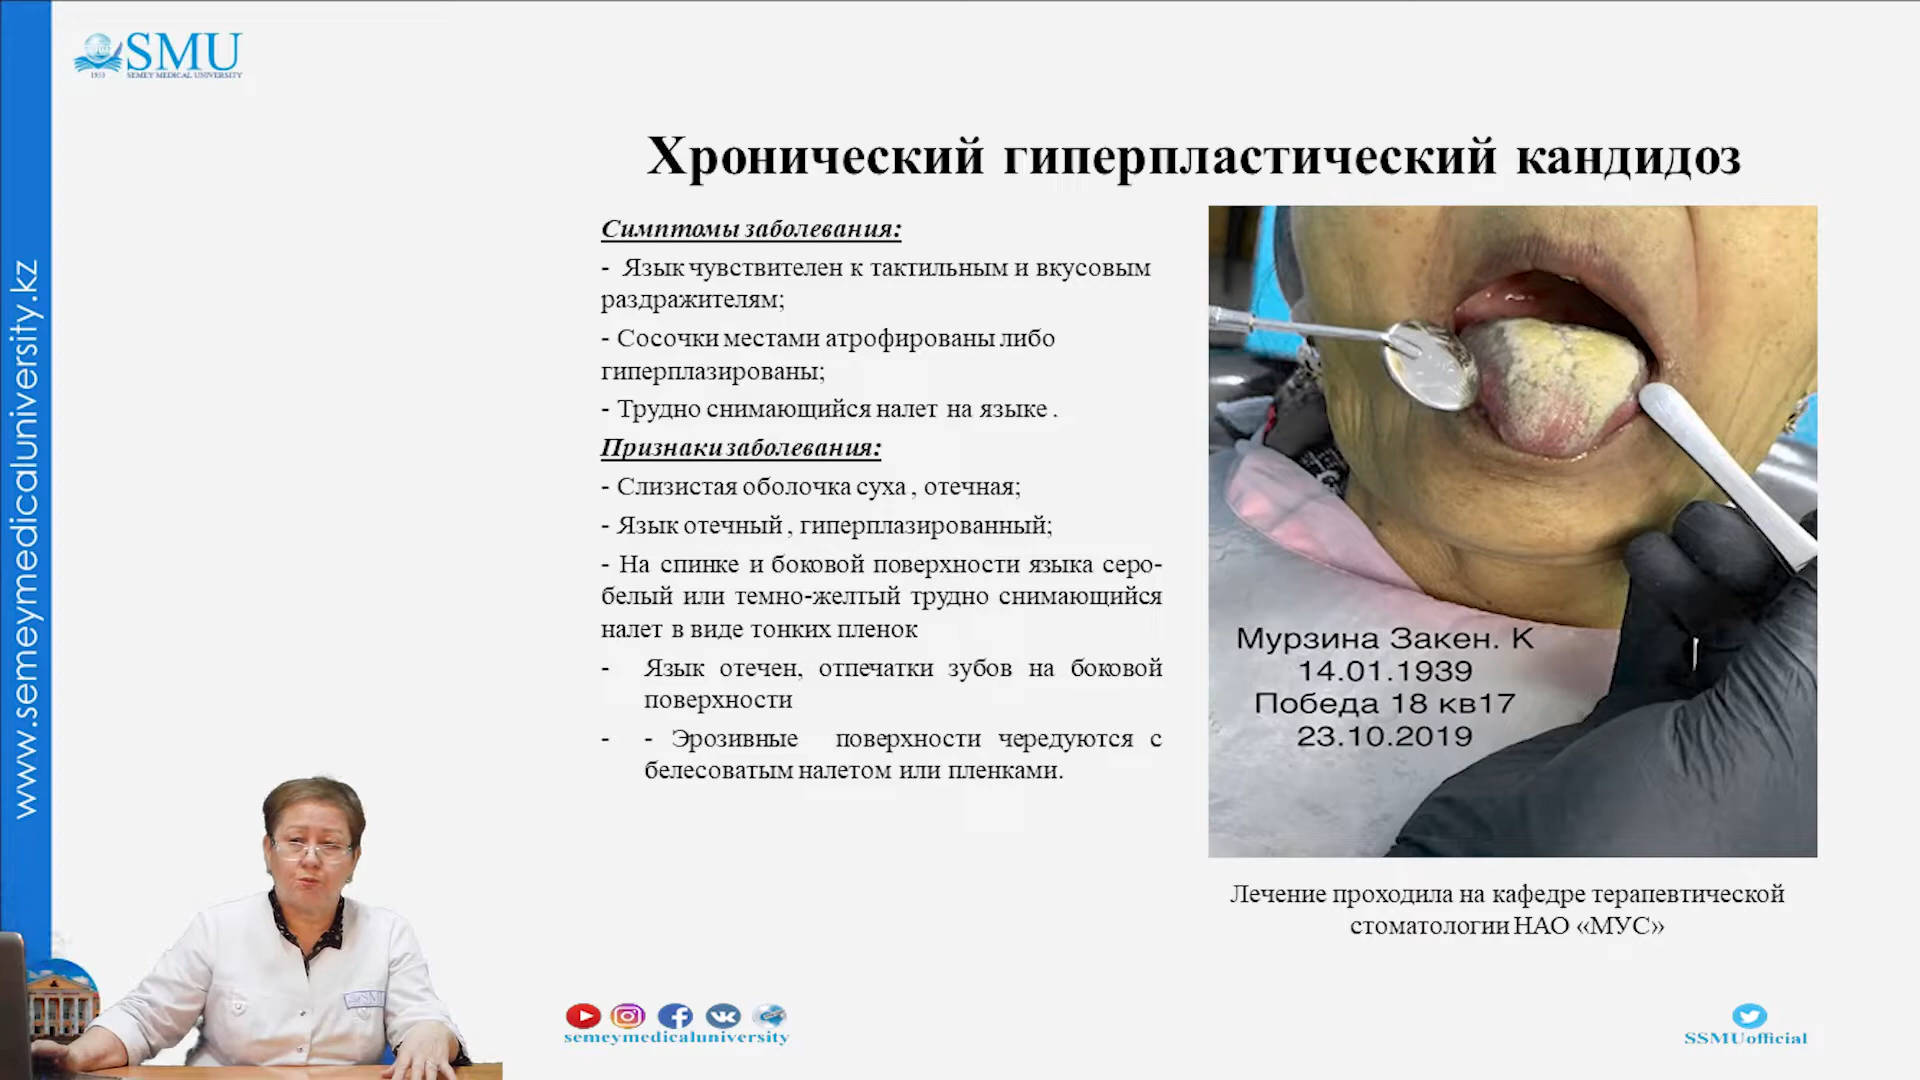 SMU
SEMEY MEDICAL UNIVERSITY
1953
www.semeymedicaluniversity.kz
Хронический гиперпластический кандидоз
Симптомы заболевания:
- Язык чувствителен к тактильным и вкусовым
раздражителям;
- Сосочки местами атрофированы либо
гиперплазированы;
- Трудно снимающийся налет на языке .
Признаки заболевания:
- Слизистая оболочка суха , отечная;
- Язык отечный , гиперплазированный;
- На спинке и боковой поверхности языка серо-
белый или темно-желтый трудно снимающийся
налет в виде тонких пленок
- Язык отечен, отпечатки зубов на боковой
поверхности
- - Эрозивные поверхности чередуются с
белесоватым налетом или пленками.
Мурзина Закен. К
14.01.1939
Победа 18 кв17
23.10.2019
Лечение проходила на кафедре терапевтической
стоматологии НАО «МУС»
SMU
semeymedicaluniversity
SSMUofficial